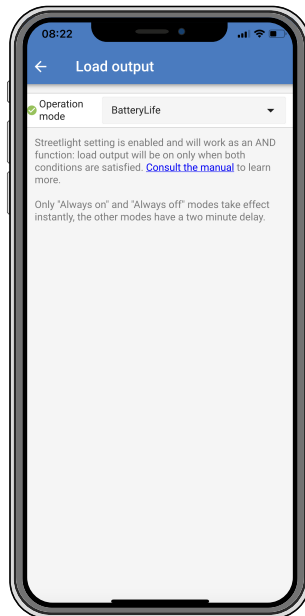 08:22
Load output
Operation
mode
BatteryLife
Streetlight setting is enabled and will work as an AND
function: load output will be on only when both
conditions are satisfied. Consult the manual to learn
more.
Only "Always on" and "Always off" modes take effect
instantly, the other modes have a two minute delay.